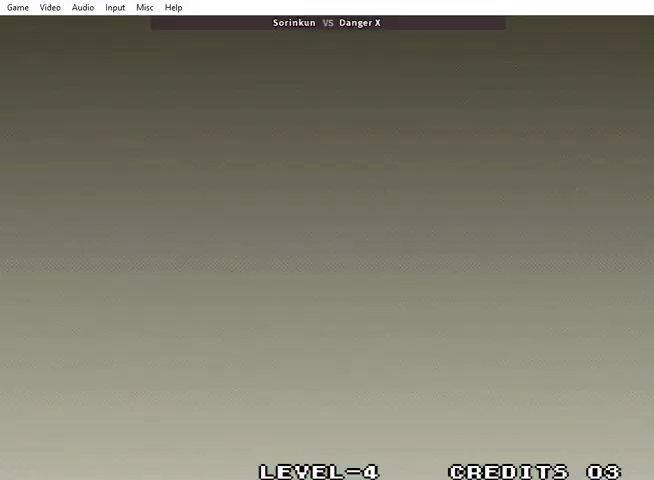 Game Video Audio Input Misc Help
Sorinkun VS Danger X
LEVEL-4 CREDITS 03